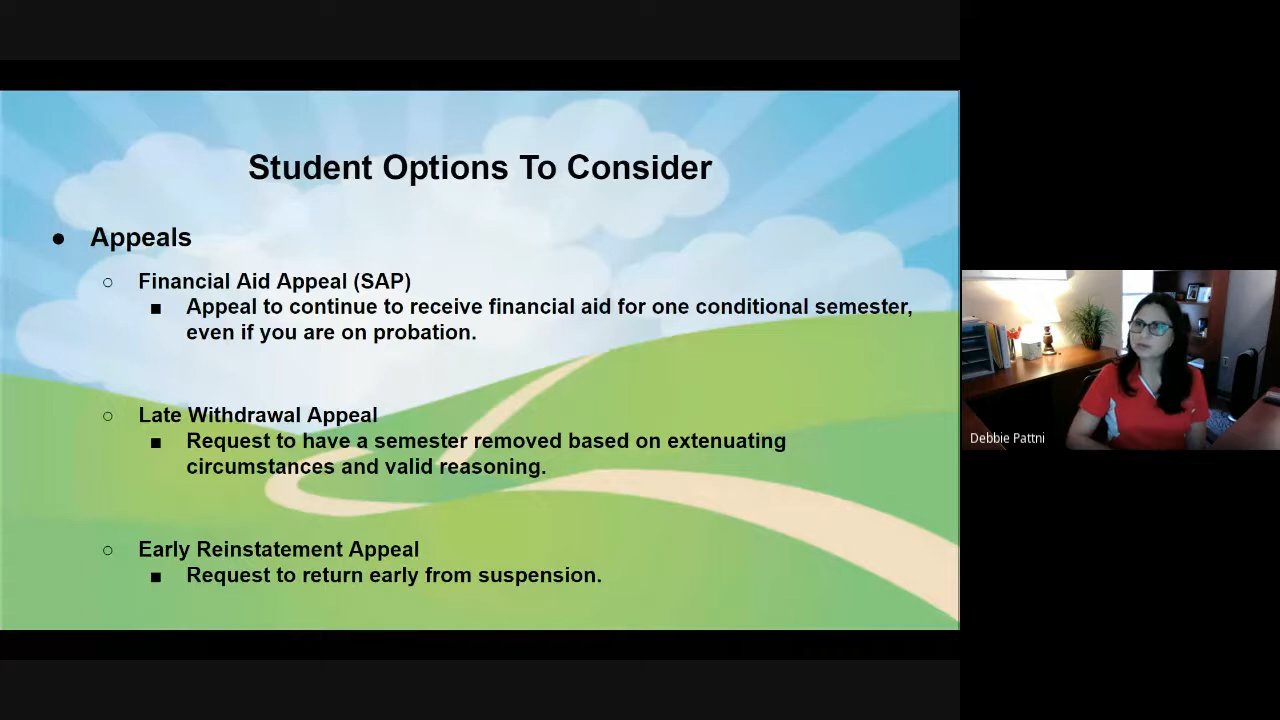 Student Options To Consider
● Appeals
○ Financial Aid Appeal (SAP)
■ Appeal to continue to receive financial aid for one conditional semester,
even if you are on probation.
○ Late Withdrawal Appeal
■ Request to have a semester removed based on extenuating
circumstances and valid reasoning.
○ Early Reinstatement Appeal
■ Request to return early from suspension.
Debbie Pattni